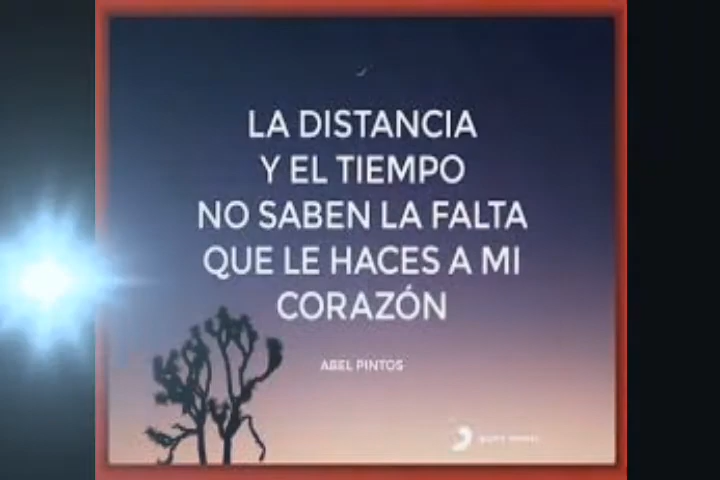 LA DISTANCIA
Y EL TIEMPO
NO SABEN LA FALTA
QUE LE HACES A MI
CORAZÓN
ABEL PINTOS